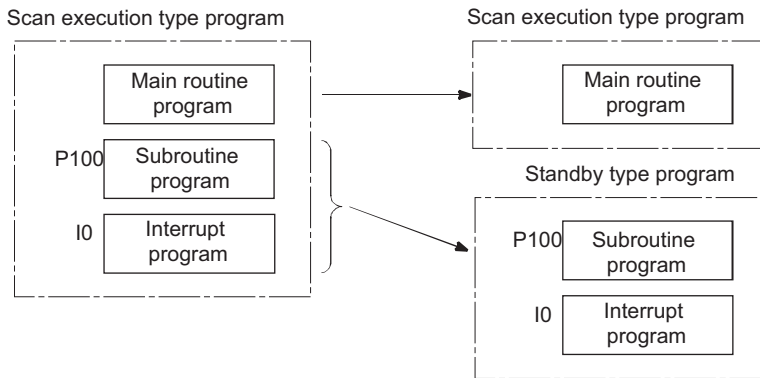 Scan execution type program
Main routine
program
P100
Subroutine
program
I0
Interrupt
program
Scan execution type program
Main routine
program
Standby type program
P100
Subroutine
program
I0
Interrupt
program